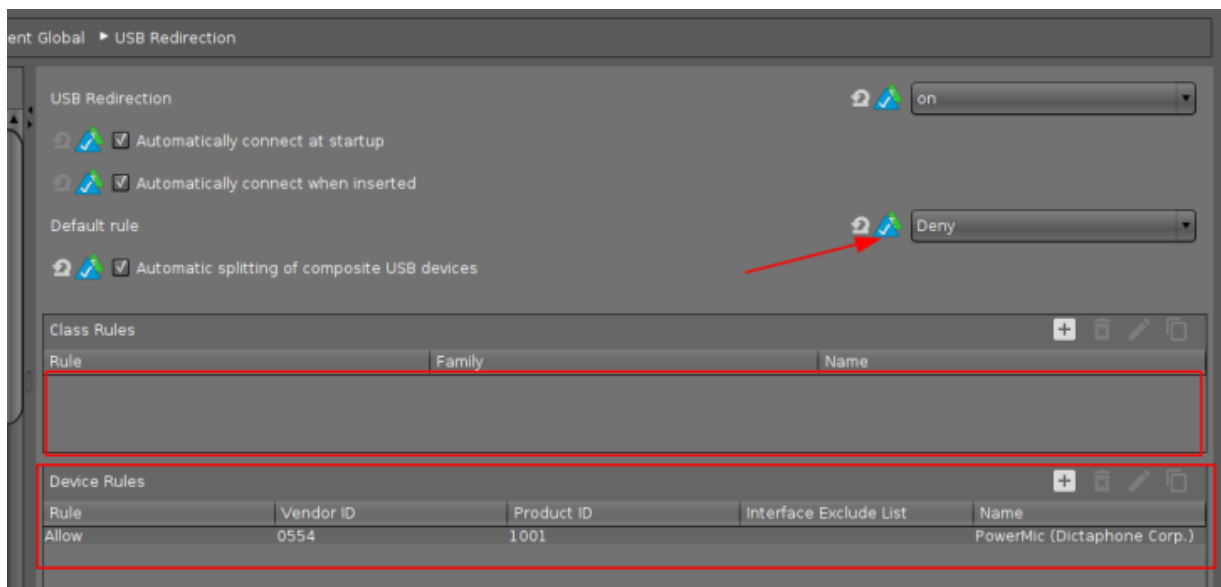 ent Global ► USB Redirection
USB Redirection on
Automatically connect at startup
Automatically connect when inserted
Default rule Deny
Automatic splitting of composite USB devices
Class Rules
Rule Family Name
Device Rules
Rule Vendor ID Product ID Interface Exclude List Name
Allow 0554 1001 PowerMic (Dictaphone Corp.)